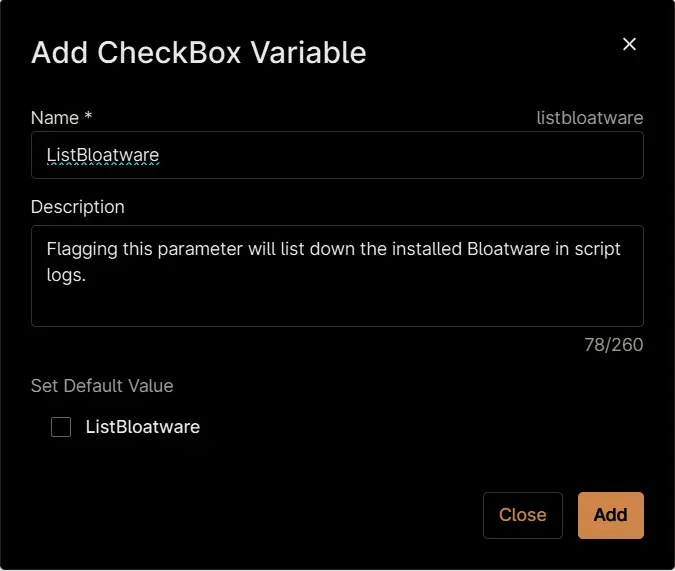 Add CheckBox Variable
Name *
listbloatware
ListBloatware
Description
Flagging this parameter will list down the installed Bloatware in script
logs.
78/260
Set Default Value
ListBloatware
Close
Add